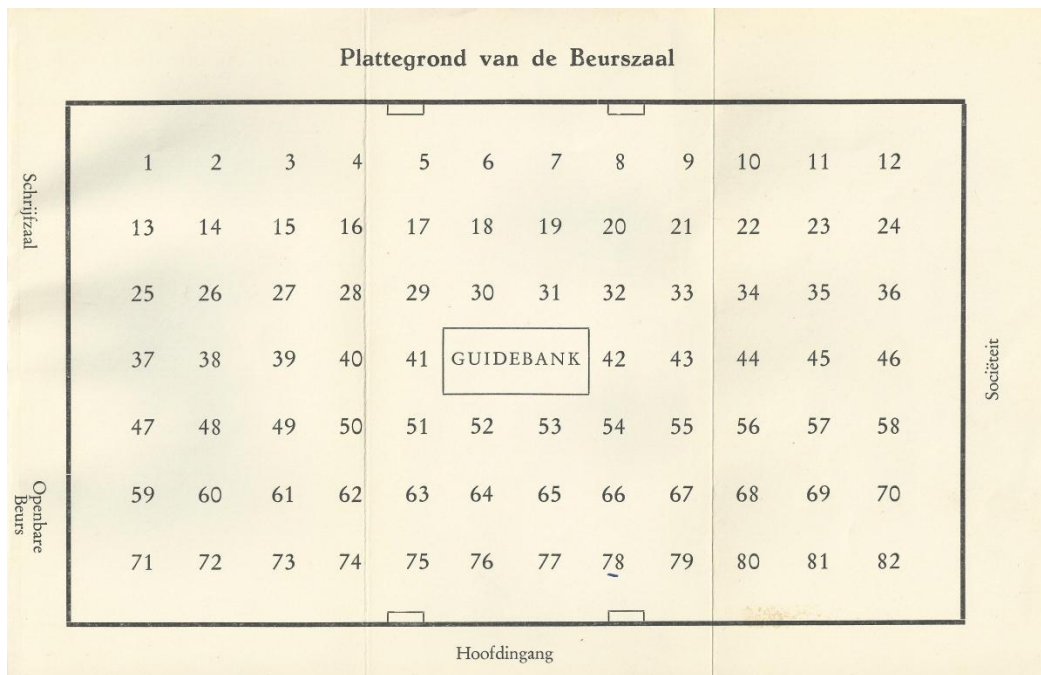 Plattegrond van de Beurszaal
1 2 3 4 5 6 7 8 9 10 11 12
Schrijfzaal
13 14 15 16 17 18 19 20 21 22 23 24
25 26 27 28 29 30 31 32 33 34 35 36
37 38 39 40 41 GUIDEBANK 42 43 44 45 46
Sociëteit
47 48 49 50 51 52 53 54 55 56 57 58
59 60 61 62 63 64 65 66 67 68 69 70
Openbare
Beurs
71 72 73 74 75 76 77 78 79 80 81 82
Hoofdingang